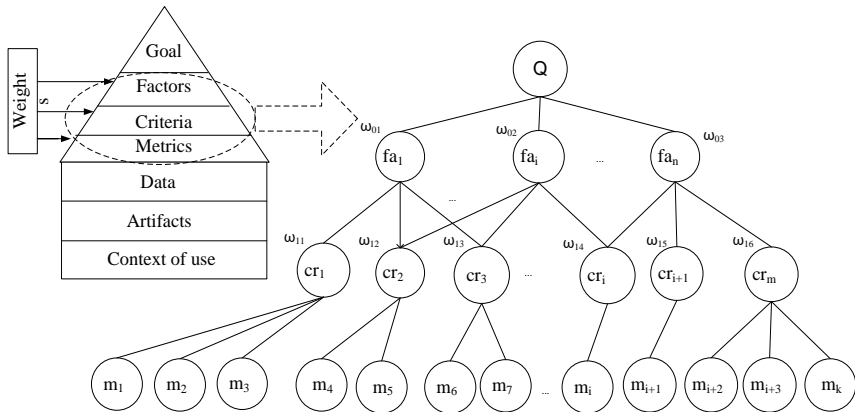 Goal
Factors
Criteria
Metrics
Data
Artifacts
Context of use
Weight
s
Q
ω01
ω02
ω03
fa1
fai
...
fan
...
ω11
ω12
ω13
ω14
ω15
ω16
cr1
cr2
cr3
...
cri
cri+1
crm
m1
m2
m3
m4
m5
m6
m7
...
mi
mi+1
mi+2
mi+3
mk